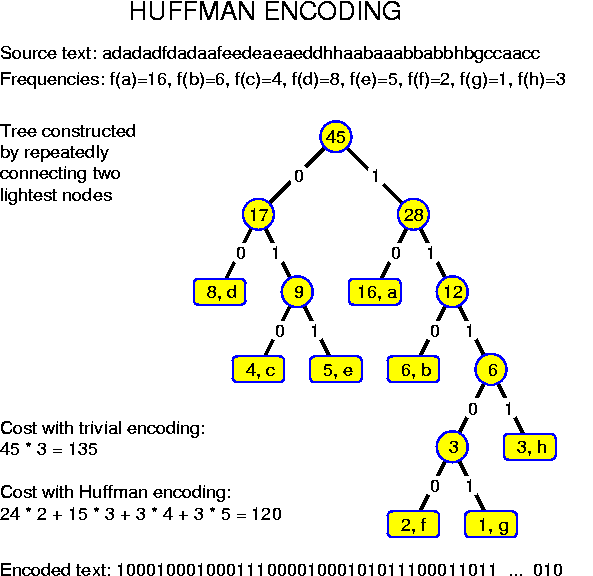 HUFFMAN ENCODING
Source text: adadadfdadaafeedeaeaeddhhaabaaabbabbhbgccaacc
Frequencies: f(a)=16, f(b)=6, f(c)=4, f(d)=8, f(e)=5, f(f)=2, f(g)=1, f(h)=3
Tree constructed
by repeatedly
connecting two
lightest nodes
45
0 1
17 28
0 1 0 1
8, d 9 16, a 12
0 1 0 1
4, c 5, e 6, b 6
0 1
3 3, h
0 1
2, f 1, g
Cost with trivial encoding:
45 * 3 = 135
Cost with Huffman encoding:
24 * 2 + 15 * 3 + 3 * 4 + 3 * 5 = 120
Encoded text: 10001000100011100001000101011100011011 ... 010